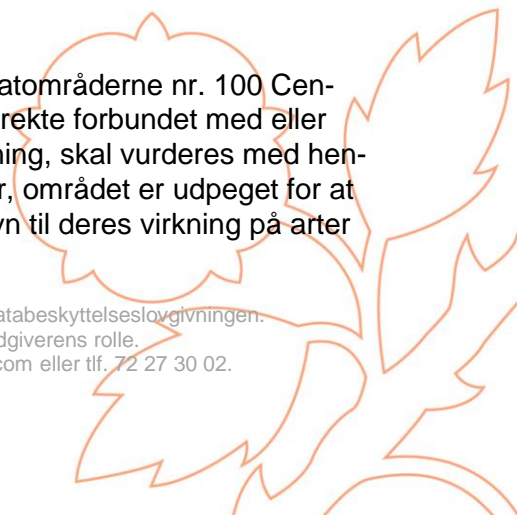 atområderne nr. 100 Cen-
rekte forbundet med eller
ning, skal vurderes med hen-
r, området er udpeget for at
yn til deres virkning på arter
atabeskyttelseslovgivningen.
dgiverens rolle.
com eller tlf. 72 27 30 02.